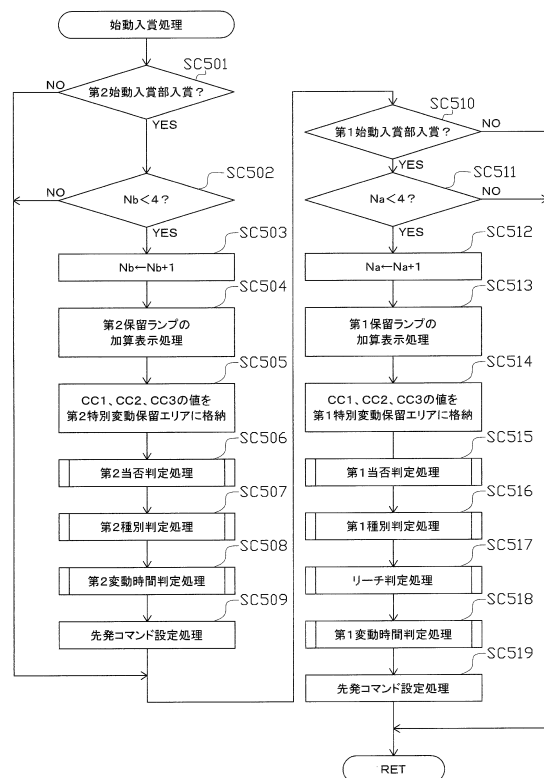 始動入賞処理
SC501
NO
第2始動入賞部入賞？
YES
SC502
NO
Nb＜4？
YES
SC503
Nb←Nb+1
SC504
第2保留ランプの
加算表示処理
SC505
CC1、CC2、CC3の値を
第2特別変動保留エリアに格納
SC506
第2当否判定処理
SC507
第2種別判定処理
SC508
第2変動時間判定処理
SC509
先発コマンド設定処理
SC510
第1始動入賞部入賞？
NO
YES
SC511
Na＜4？
NO
YES
SC512
Na←Na+1
SC513
第1保留ランプの
加算表示処理
SC514
CC1、CC2、CC3の値を
第1特別変動保留エリアに格納
SC515
第1当否判定処理
SC516
第1種別判定処理
SC517
リーチ判定処理
SC518
第1変動時間判定処理
SC519
先発コマンド設定処理
RET